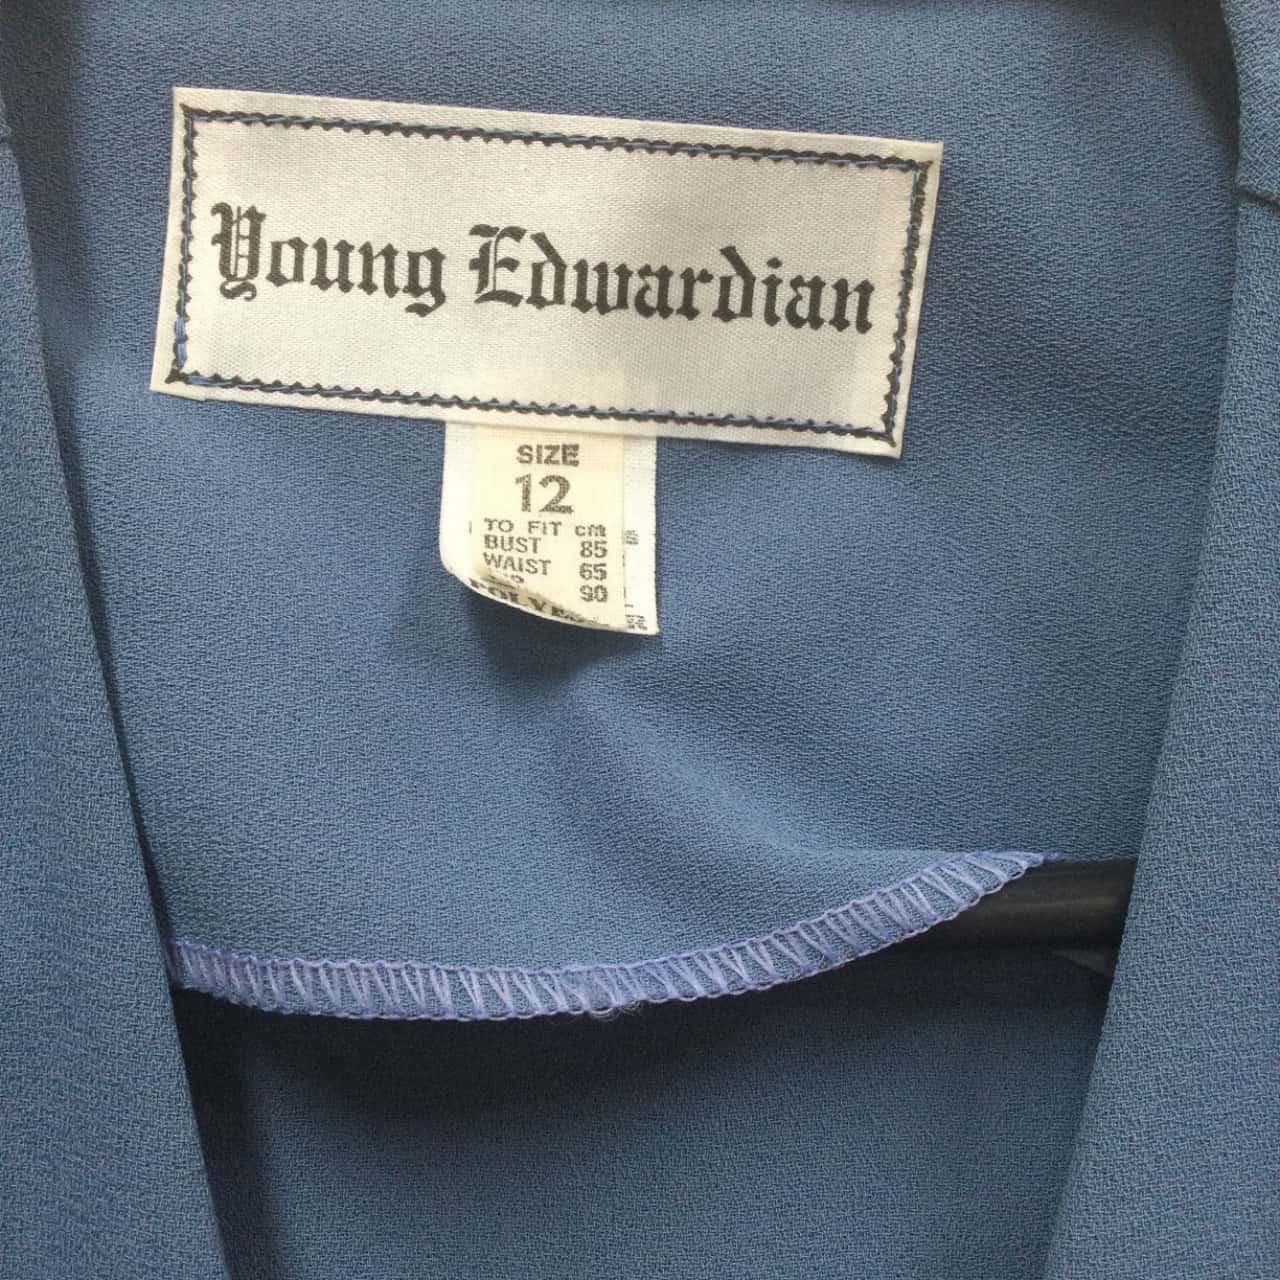 Young Edwardian
SIZE
12
TO FIT cm
BUST 85
WAIST 65
90